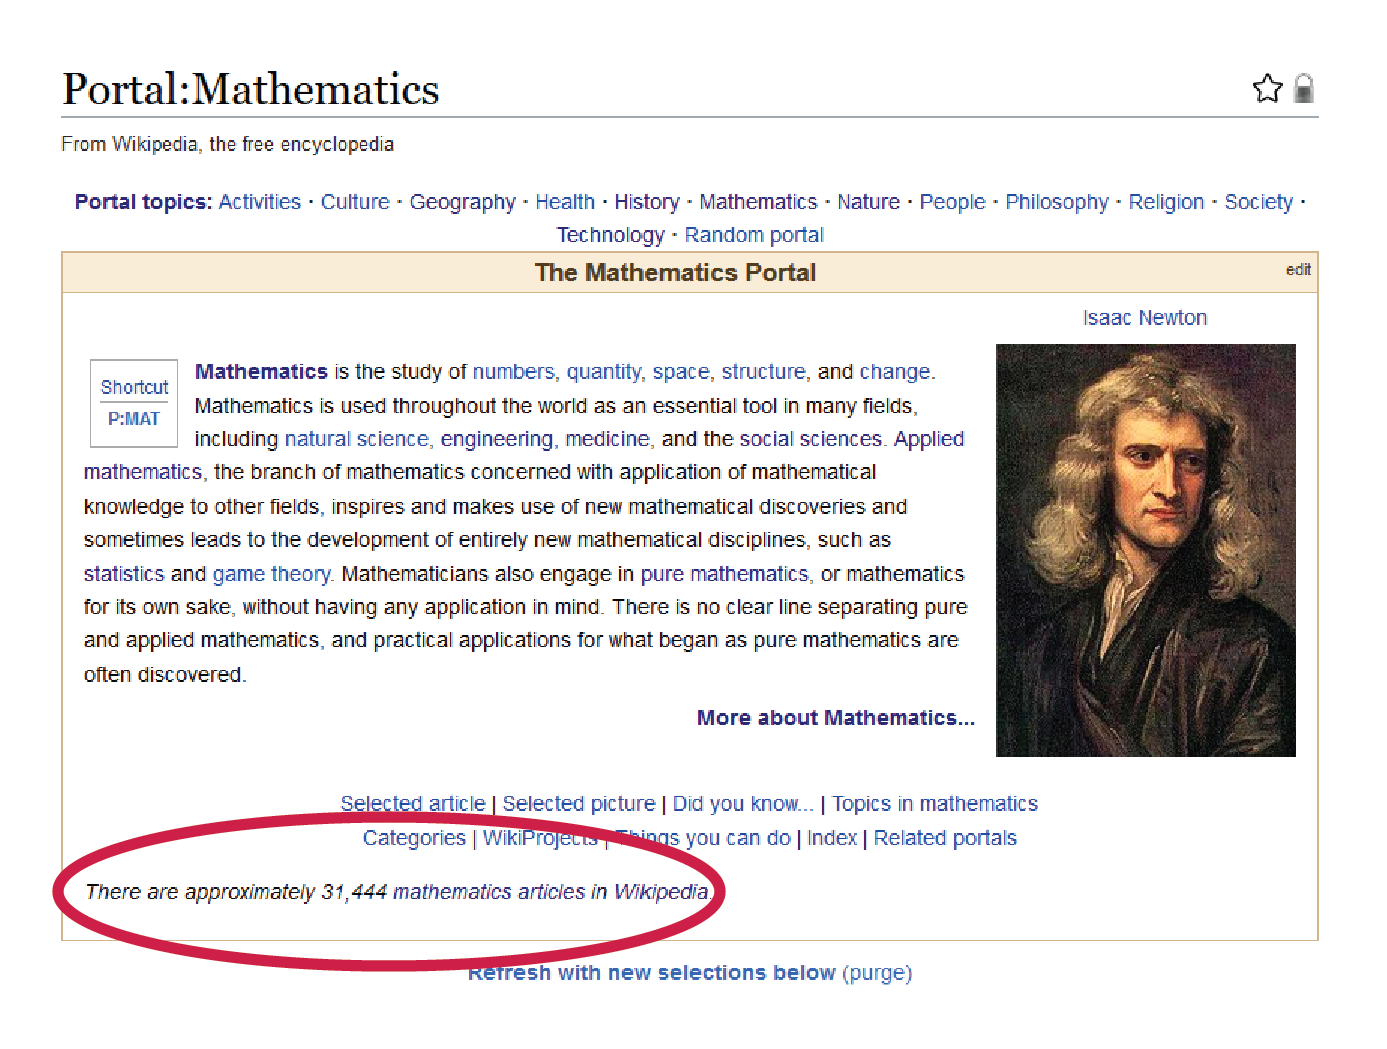 Portal:Mathematics
From Wikipedia, the free encyclopedia
Portal topics: Activities · Culture · Geography · Health · History · Mathematics · Nature · People · Philosophy · Religion · Society ·
Technology · Random portal
The Mathematics Portal
edit
Isaac Newton
Shortcut
P:MAT
Mathematics is the study of numbers, quantity, space, structure, and change.
Mathematics is used throughout the world as an essential tool in many fields,
including natural science, engineering, medicine, and the social sciences. Applied
mathematics, the branch of mathematics concerned with application of mathematical
knowledge to other fields, inspires and makes use of new mathematical discoveries and
sometimes leads to the development of entirely new mathematical disciplines, such as
statistics and game theory. Mathematicians also engage in pure mathematics, or mathematics
for its own sake, without having any application in mind. There is no clear line separating pure
and applied mathematics, and practical applications for what began as pure mathematics are
often discovered.
More about Mathematics...
Selected article | Selected picture | Did you know... | Topics in mathematics
Categories | WikiProjects | Things you can do | Index | Related portals
There are approximately 31,444 mathematics articles in Wikipedia.
Refresh with new selections below (purge)